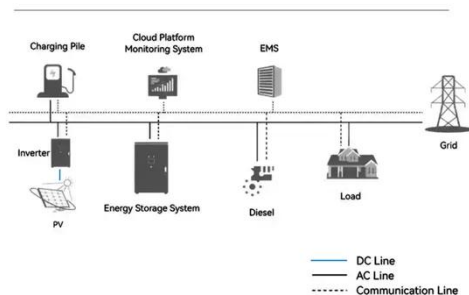 Charging Pile
Cloud Platform
Monitoring System
EMS
Inverter
Grid
Energy Storage System
Diesel
Load
PV
DC Line
AC Line
Communication Line